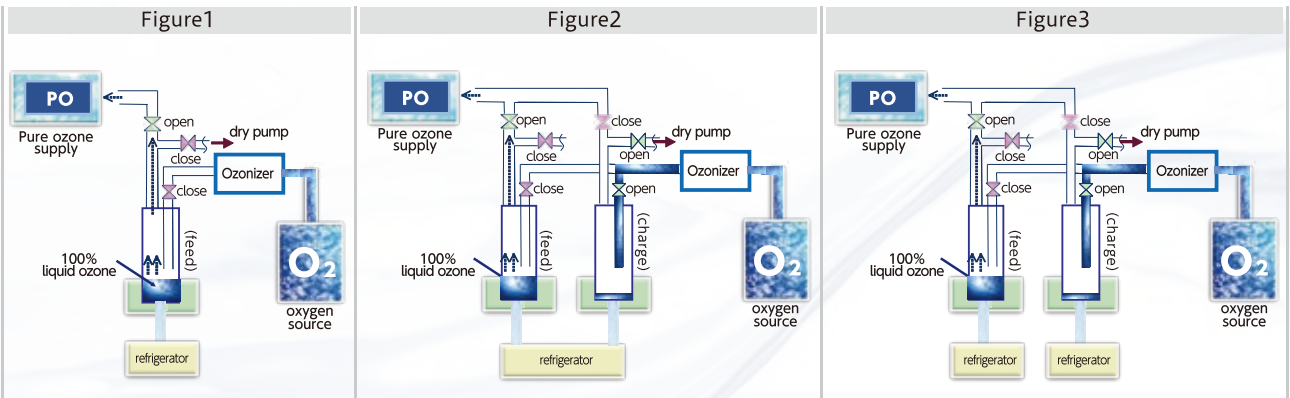 Figure1
PO
Pure ozone
supply
open
dry pump
close
Ozonizer
close
(feed)
100%
liquid ozone
O2
oxygen
source
refrigerator
Figure2
PO
Pure ozone
supply
open
close
dry pump
close
open
Ozonizer
close
open
(feed)
(charge)
100%
liquid ozone
O2
oxygen
source
refrigerator
Figure3
PO
Pure ozone
supply
open
close
dry pump
close
open
Ozonizer
close
open
(feed)
(charge)
100%
liquid ozone
O2
oxygen
source
refrigerator
refrigerator